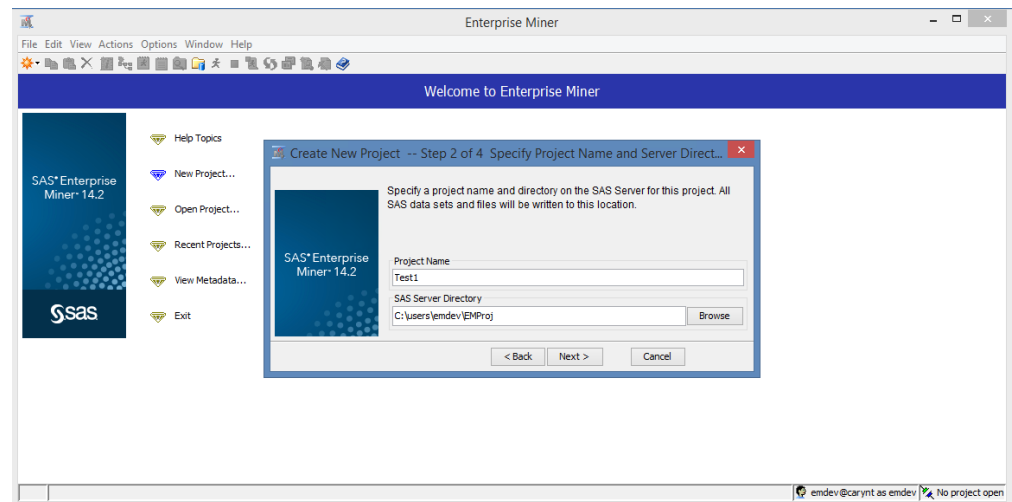 Enterprise Miner
File Edit View Actions Options Window Help
Welcome to Enterprise Miner
SAS® Enterprise
Miner™ 14.2
sas
Help Topics
New Project...
Open Project...
Recent Projects...
View Metadata...
Exit
Create New Project -- Step 2 of 4 Specify Project Name and Server Direct...
SAS® Enterprise
Miner™ 14.2
Specify a project name and directory on the SAS Server for this project. All
SAS data sets and files will be written to this location.
Project Name
Test1
SAS Server Directory
C:\users\emdev\EMProj
Browse
< Back
Next >
Cancel
emdev@carynt as emdev
No project open